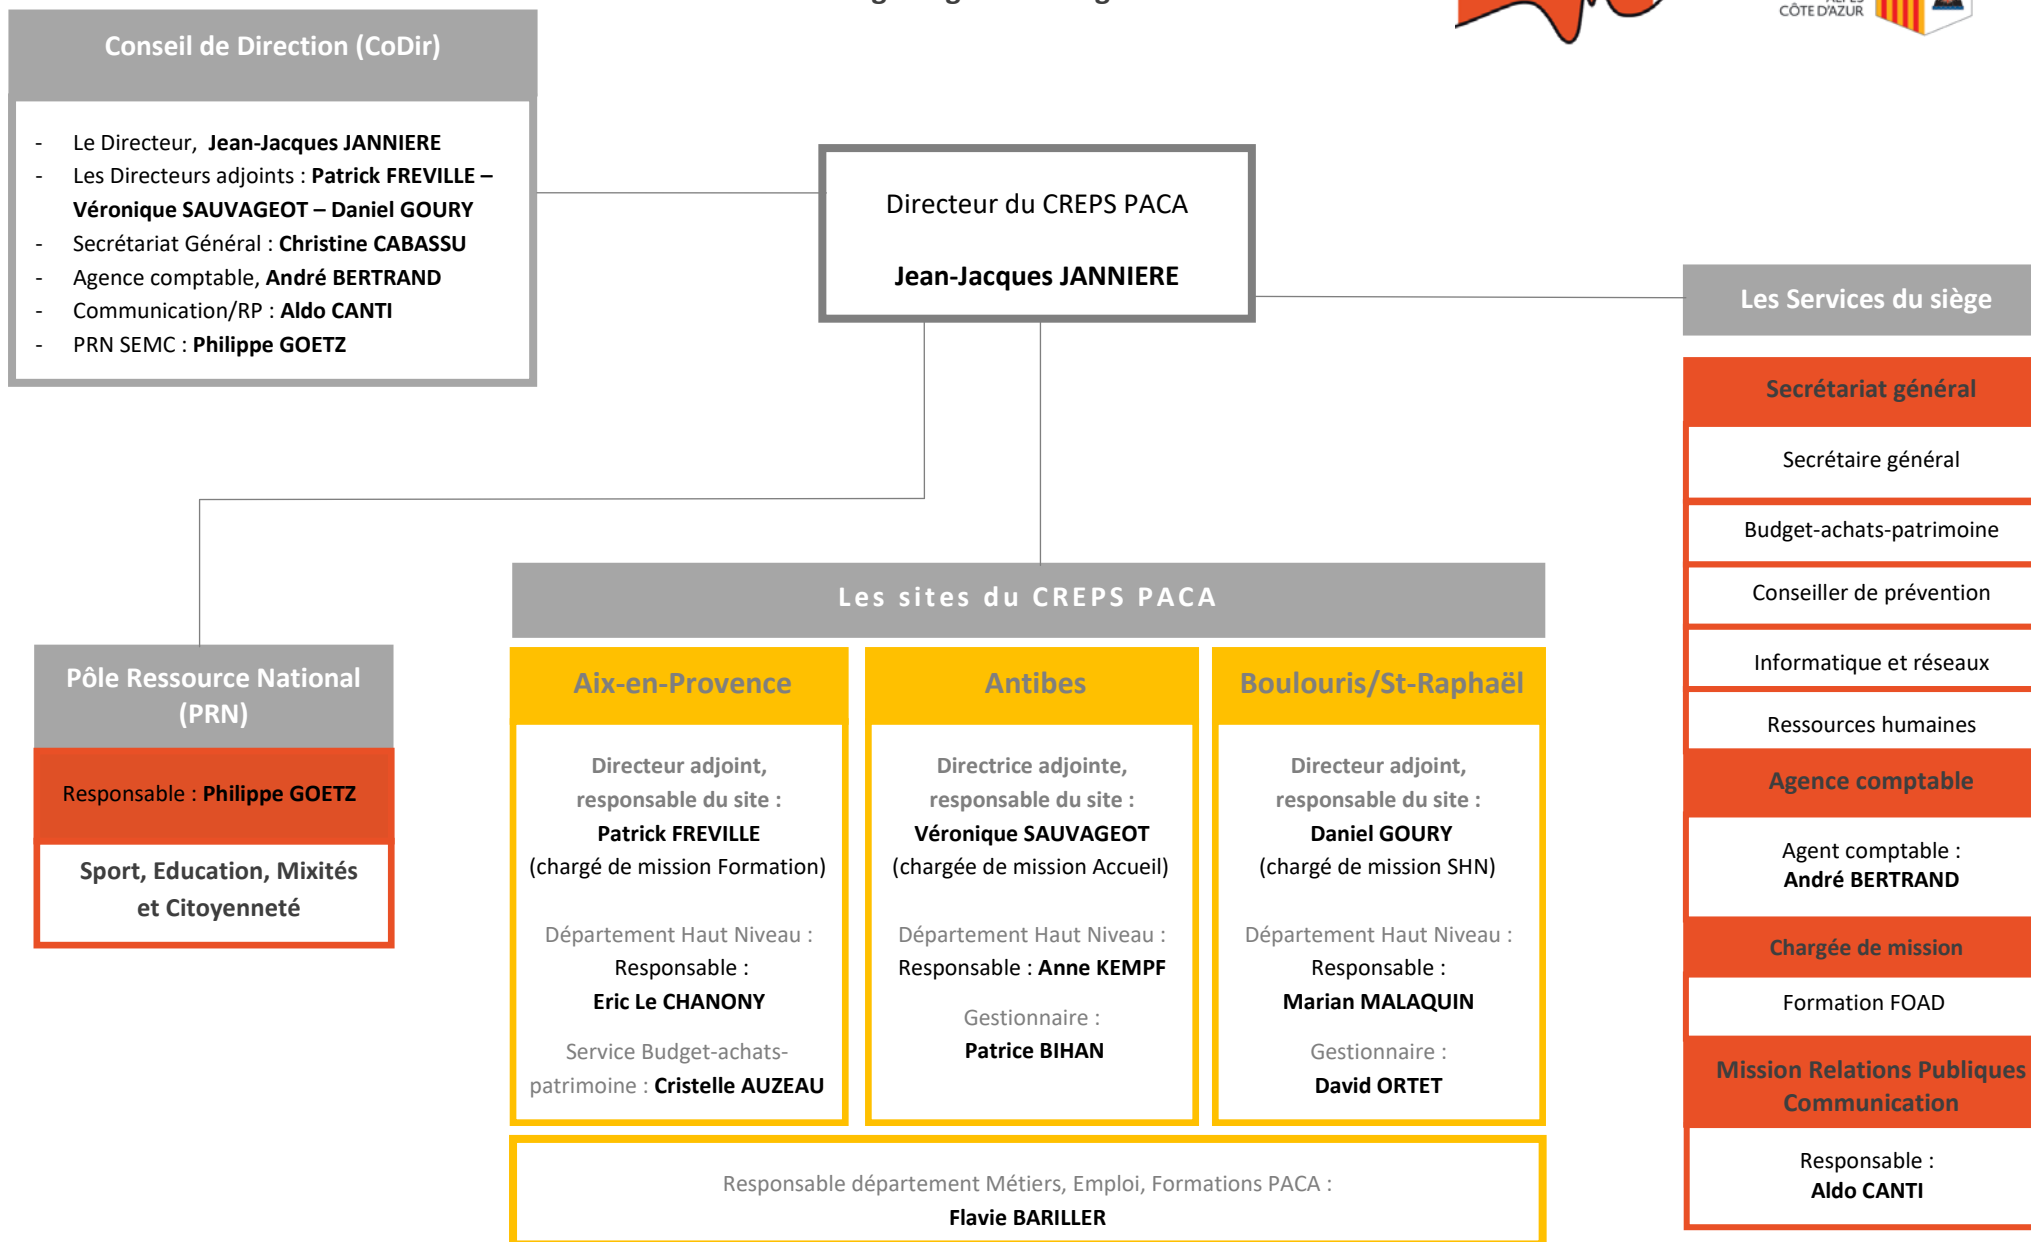 CÔTE D'AZUR
Conseil de Direction (CoDir)
- Le Directeur, Jean-Jacques JANNIERE
- Les Directeurs adjoints : Patrick FREVILLE –
Véronique SAUVAGEOT – Daniel GOURY
- Secrétariat Général : Christine CABASSU
- Agence comptable, André BERTRAND
- Communication/RP : Aldo CANTI
- PRN SEMC : Philippe GOETZ
Directeur du CREPS PACA
Jean-Jacques JANNIERE
Pôle Ressource National
(PRN)
Responsable : Philippe GOETZ
Sport, Education, Mixités
et Citoyenneté
Les sites du CREPS PACA
Aix-en-Provence
Directeur adjoint,
responsable du site :
Patrick FREVILLE
(chargé de mission Formation)
Département Haut Niveau :
Responsable :
Eric Le CHANONY
Service Budget-achats-
patrimoine : Cristelle AUZEAU
Antibes
Directrice adjointe,
responsable du site :
Véronique SAUVAGEOT
(chargée de mission Accueil)
Département Haut Niveau :
Responsable : Anne KEMPF
Gestionnaire :
Patrice BIHAN
Boulouris/St-Raphaël
Directeur adjoint,
responsable du site :
Daniel GOURY
(chargé de mission SHN)
Département Haut Niveau :
Responsable :
Marian MALAQUIN
Gestionnaire :
David ORTET
Responsable département Métiers, Emploi, Formations PACA :
Flavie BARILLER
Les Services du siège
Secrétariat général
Secrétaire général
Budget-achats-patrimoine
Conseiller de prévention
Informatique et réseaux
Ressources humaines
Agence comptable
Agent comptable :
André BERTRAND
Chargée de mission
Formation FOAD
Mission Relations Publiques
Communication
Responsable :
Aldo CANTI